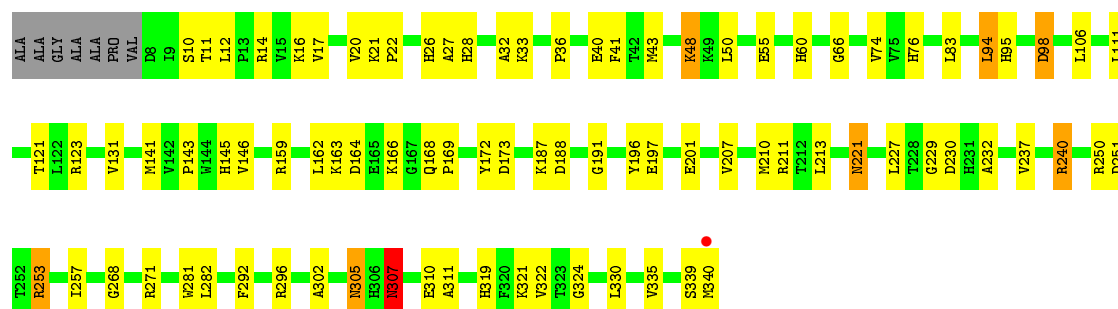 ALA ALA GLY ALA ALA PRO VAL D8 I9 S10 T11 L12 P13 R14 V15 K16 V17 V20 K21 P22 H26 A27 H28 A32 K33 P36 E40 F41 T42 M43 K48 K49 L50 E55 H60 G66 V74 V75 H76 L83 L94 H95 D98 L106 L111
T121 L122 R123 V131 M141 V142 P143 W144 H145 V146 R159 L162 K163 D164 E165 K166 G167 Q168 P169 Y172 D173 K187 D188 G191 Y196 E197 E201 V207 M210 R211 T212 L213 N221 L227 T228 G229 D230 H231 A232 V237 R240 R250 D251
T252 R253 I257 G268 R271 W281 L282 F292 R296 A302 N305 H306 N307 E310 A311 H319 F320 K321 V322 T323 G324 L330 V335 S339 M340